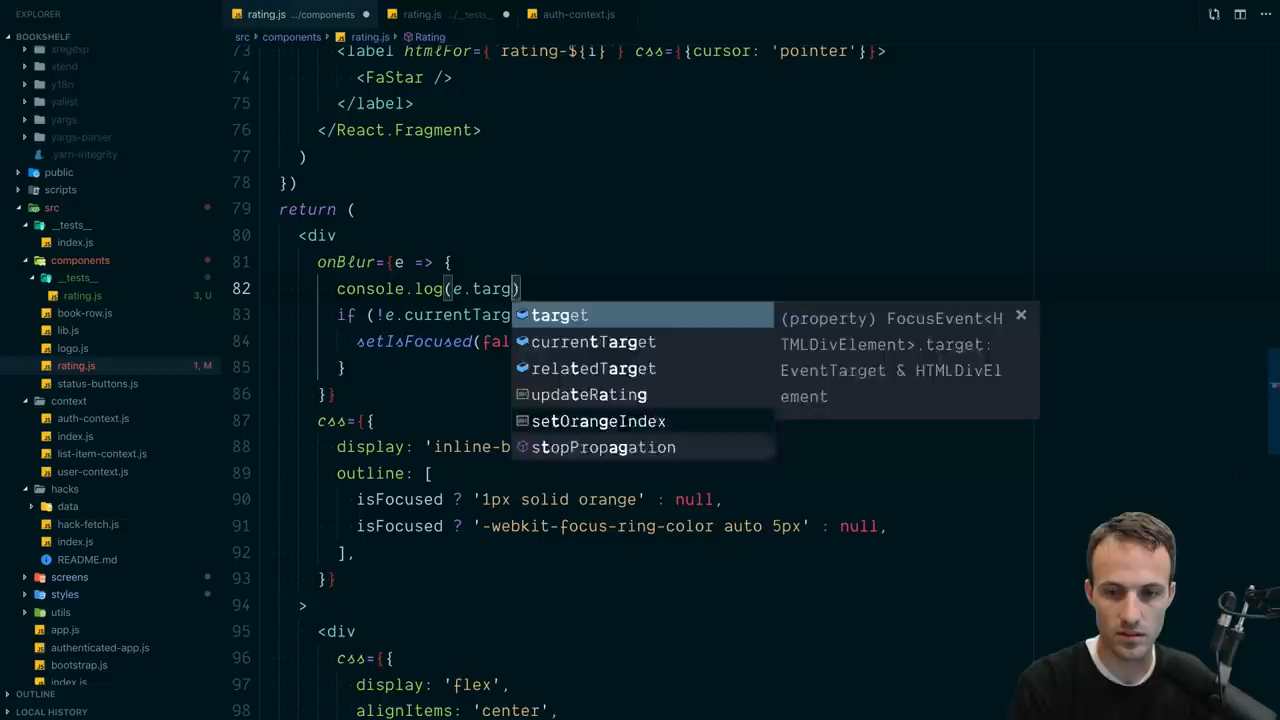 EXPLORER
rating.js .../components
rating.js .../__tests__
auth-context.js
BOOKSHELF
src
components
rating.js
Rating
xregexp
xtend
y18n
yallist
yargs
yargs-parser
.yarn-integrity
public
scripts
src
__tests__
index.js
components
__tests__
rating.js
3, U
book-row.js
lib.js
logo.js
rating.js
1, M
status-buttons.js
context
auth-context.js
index.js
list-item-context.js
user-context.js
hacks
data
hack-fetch.js
index.js
README.md
screens
styles
utils
app.js
authenticated-app.js
bootstrap.js
index.js
OUTLINE
LOCAL HISTORY
73 <label htmlFor={`rating-${i}`} css={{cursor: 'pointer'}}>
74 <FaStar />
75 </label>
76 </React.Fragment>
77 )
78 })
79 return (
80 <div
81 onBlur={e => {
82 console.log(e.targ)
83 if (!e.currentTarg
84 setIsFocused(fal
85 }
86 }}
87 css={{
88 display: 'inline-b
89 outline: [
90 isFocused ? '1px solid orange' : null,
91 isFocused ? '-webkit-focus-ring-color auto 5px' : null,
92 ],
93 }}
94 >
95 <div
96 css={{
97 display: 'flex',
98 alignItems: 'center',
target
currentTarget
relatedTarget
updateRating
setOrangeIndex
stopPropagation
(property) FocusEvent<H
TMLDivElement>.target:
EventTarget & HTMLDivEl
ement